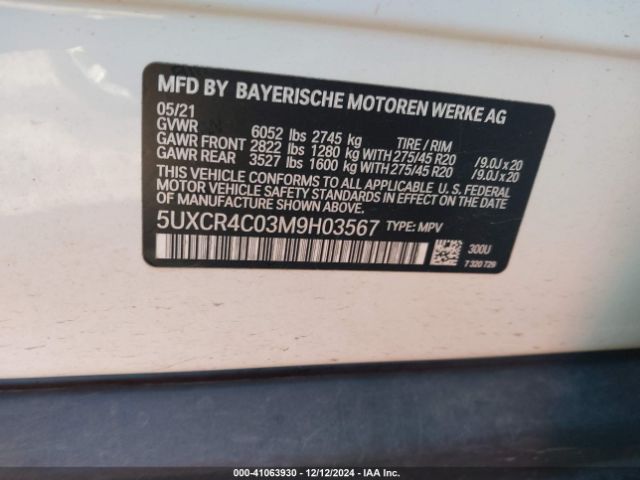 MFD BY BAYERISCHE MOTOREN WERKE AG
05/21
GVWR 6052 lbs 2745 kg TIRE / RIM
GAWR FRONT 2822 lbs 1280 kg WITH 275/45 R20 /9.0J x 20
GAWR REAR 3527 lbs 1600 kg WITH 275/45 R20 /9.0J x 20
THIS VEHICLE CONFORMS TO ALL APPLICABLE U.S. FEDERAL
MOTOR VEHICLE SAFETY STANDARDS IN EFFECT ON THE DATE
OF MANUFACTURE SHOWN ABOVE.
5UXCR4C03M9H03567 TYPE: MPV
300U
7 320 729
000-41063930 - 12/12/2024 - IAA Inc.